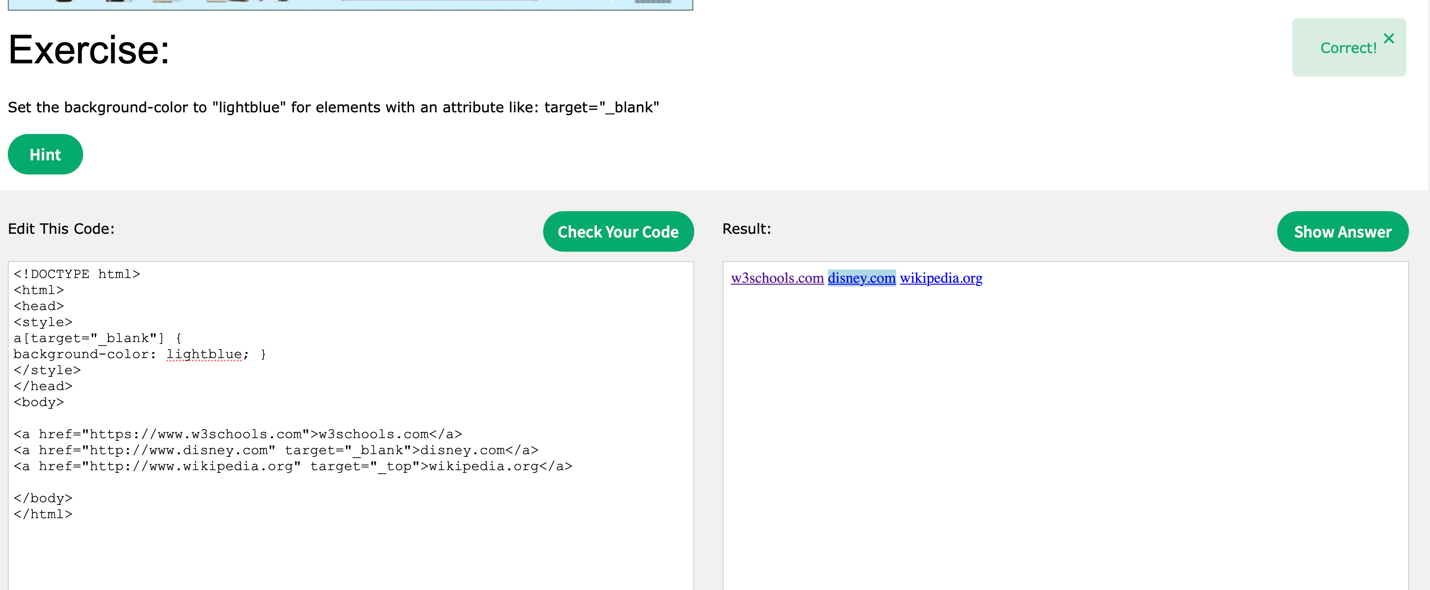 Exercise:
Correct! ×
Set the background-color to "lightblue" for elements with an attribute like: target="_blank"
Hint
Edit This Code:
Check Your Code
Result:
Show Answer
<!DOCTYPE html>
<html>
<head>
<style>
a[target="_blank"] {
background-color: lightblue; }
</style>
</head>
<body>
<a href="https://www.w3schools.com">w3schools.com</a>
<a href="http://www.disney.com" target="_blank">disney.com</a>
<a href="http://www.wikipedia.org" target="_top">wikipedia.org</a>
</body>
</html>
w3schools.com disney.com wikipedia.org